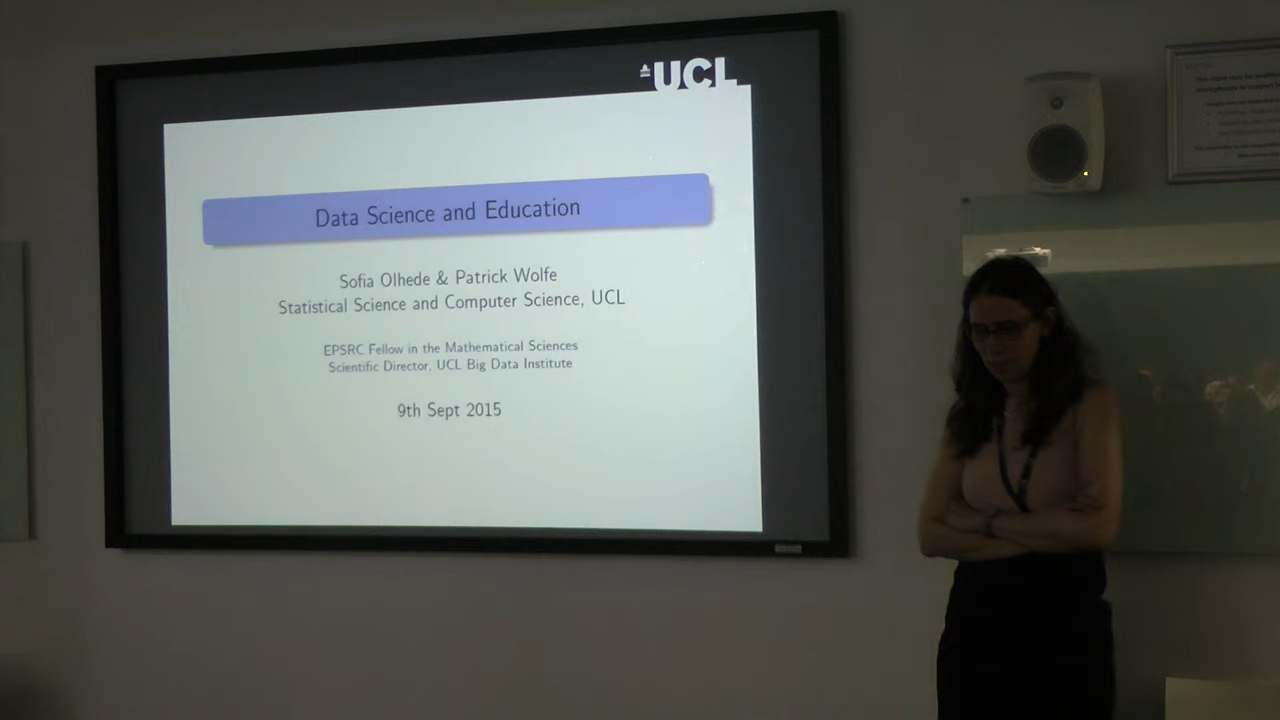 UCL
Data Science and Education
Sofia Olhede & Patrick Wolfe
Statistical Science and Computer Science, UCL
EPSRC Fellow in the Mathematical Sciences
Scientific Director, UCL Big Data Institute
9th Sept 2015